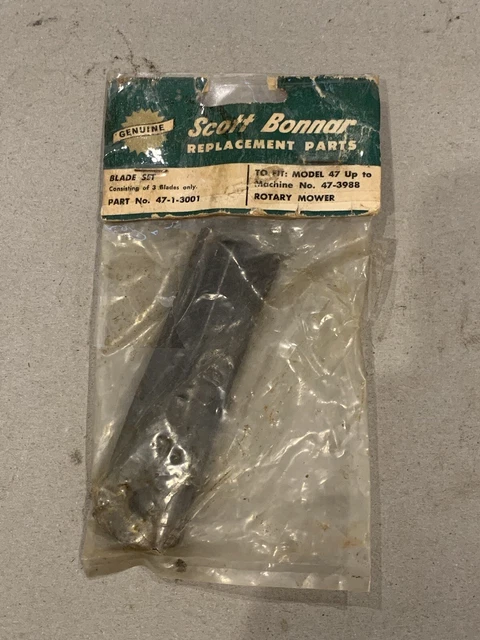 GENUINE
Scott Bonnar
REPLACEMENT PARTS
BLADE SET
Consisting of 3 Blades only.
PART No. 47-1-3001
TO FIT: MODEL 47 Up to
Machine No. 47-3988
ROTARY MOWER